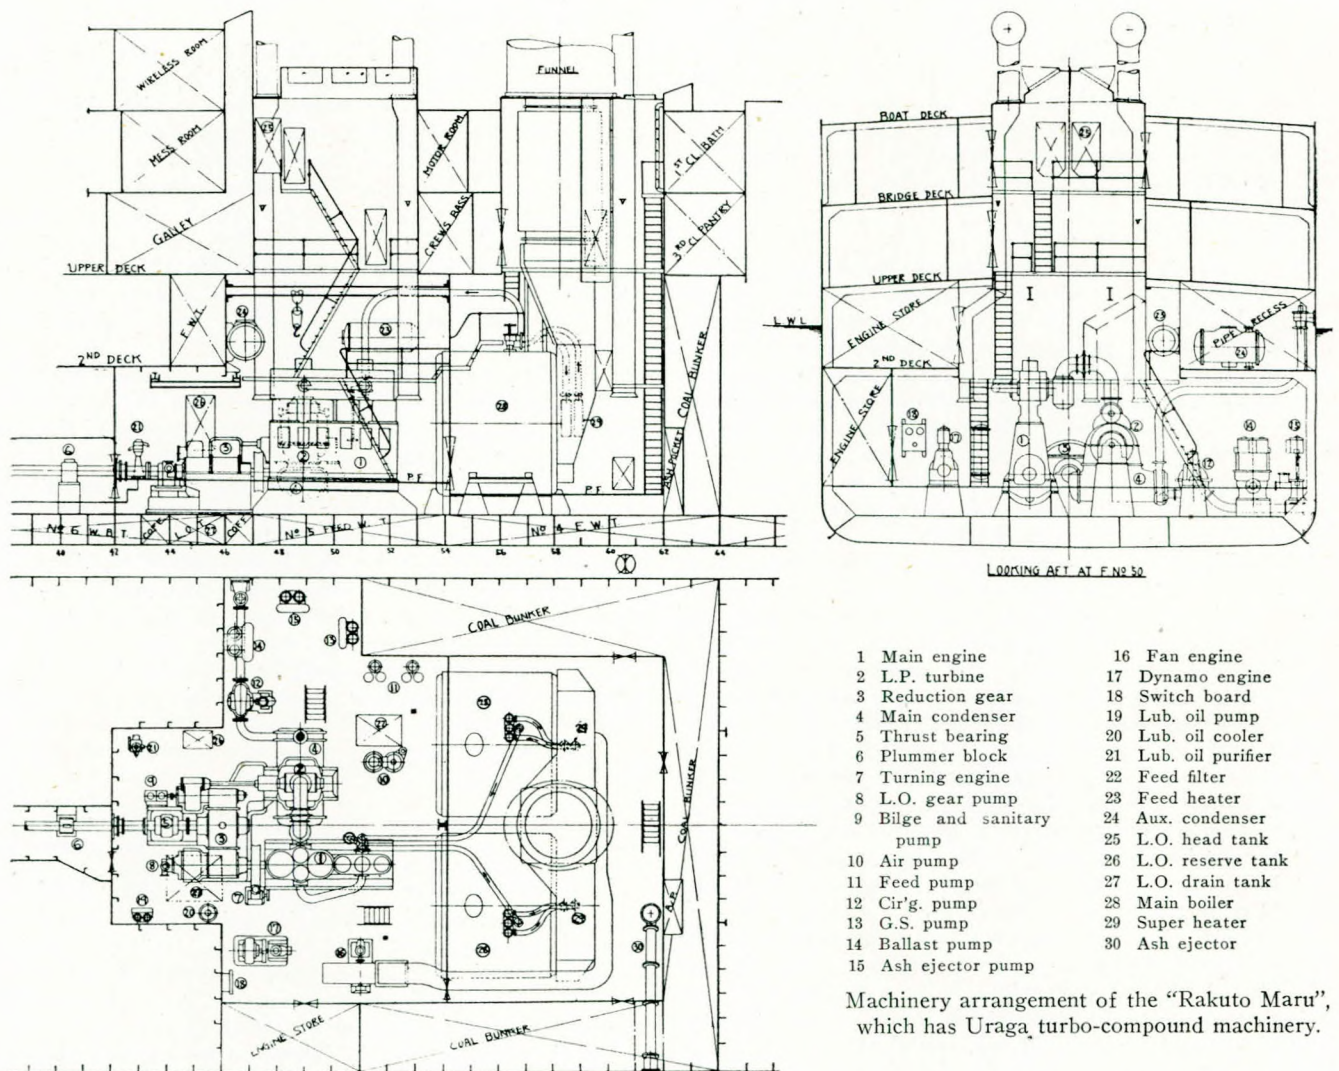 WIRELESS ROOM
MESS ROOM
GALLEY
UPPER DECK
F.W.T.
2ND DECK
MOTOR ROOM
CREWS BASS
FUNNEL
1ST CL. BATH
3RD CL. PANTRY
COAL BUNKER
P.F.
P.F.
No 6 W.B.T.
COFF
L.O.T.
COFF
No 5 FEED W.T.
No 4 F.W.T.
40 42 44 46 48 50 52 54 56 58 60 62 64
BOAT DECK
BRIDGE DECK
UPPER DECK
L.W.L.
ENGINE STORE
PIPE RECESS
2ND DECK
ENGINE STORE
LOOKING AFT AT F.No 50
COAL BUNKER
COAL BUNKER
ENGINE STORE
COAL BUNKER
1 Main engine
2 L.P. turbine
3 Reduction gear
4 Main condenser
5 Thrust bearing
6 Plummer block
7 Turning engine
8 L.O. gear pump
9 Bilge and sanitary
pump
10 Air pump
11 Feed pump
12 Cir'g. pump
13 G.S. pump
14 Ballast pump
15 Ash ejector pump
16 Fan engine
17 Dynamo engine
18 Switch board
19 Lub. oil pump
20 Lub. oil cooler
21 Lub. oil purifier
22 Feed filter
23 Feed heater
24 Aux. condenser
25 L.O. head tank
26 L.O. reserve tank
27 L.O. drain tank
28 Main boiler
29 Super heater
30 Ash ejector
Machinery arrangement of the “Rakuto Maru”,
which has Uraga turbo-compound machinery.